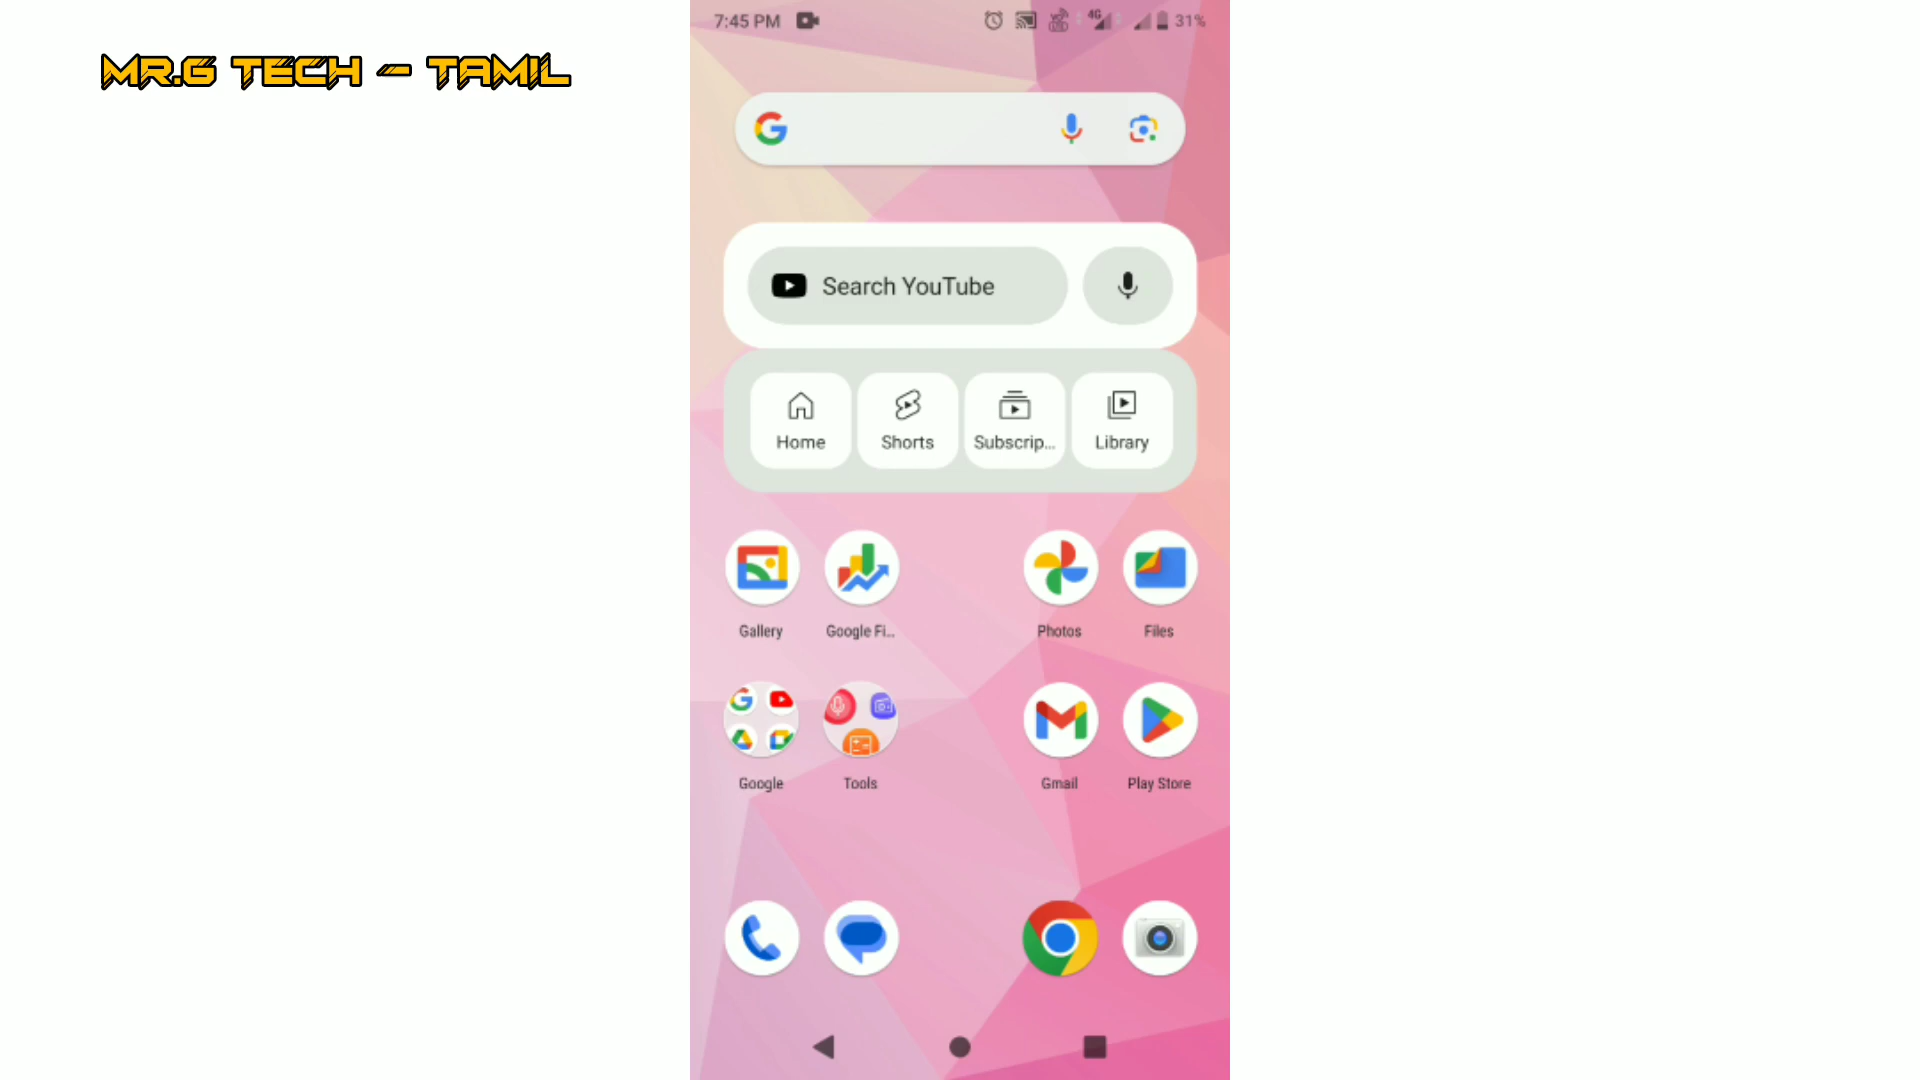 MR.G TECH - TAMIL
7:45 PM
4G
31%
Search YouTube
Home
Shorts
Subscrip...
Library
Gallery
Google Fi...
Photos
Files
Google
Tools
Gmail
Play Store